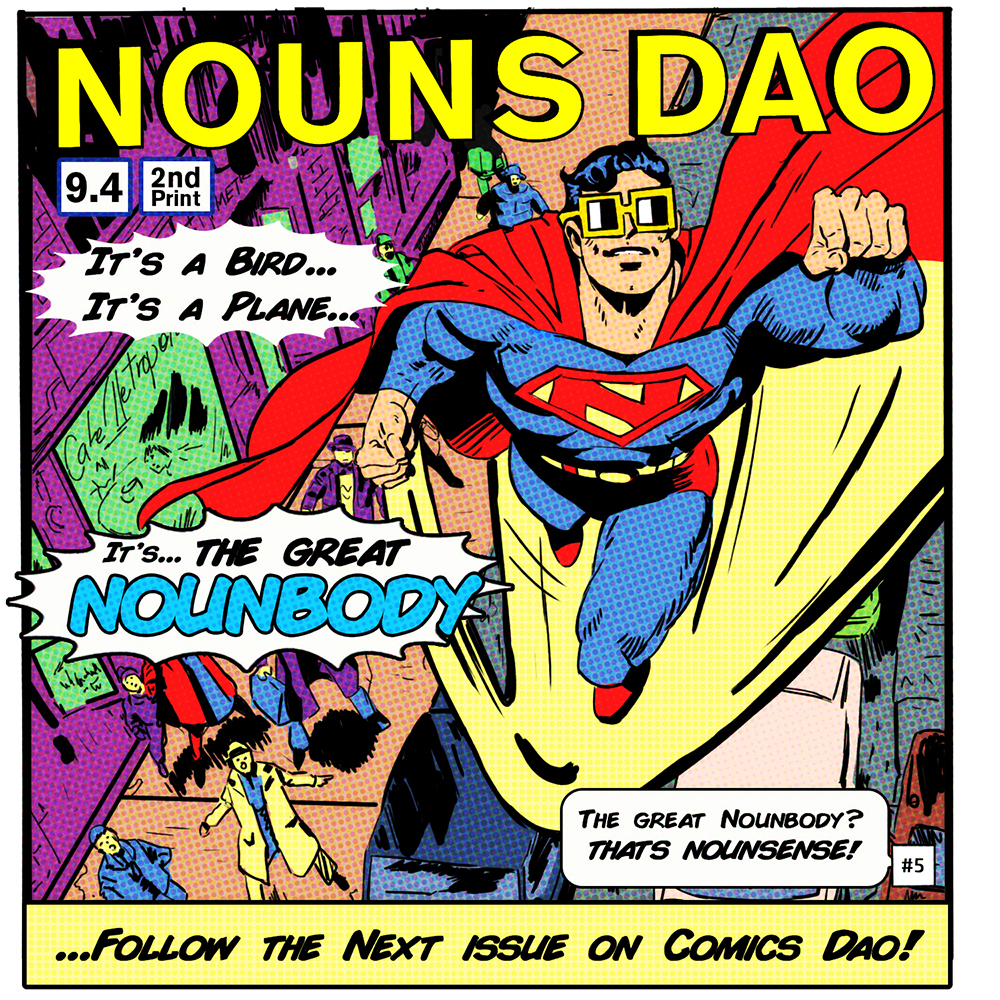 NOUNS DAO
9.4
2nd
Print
IT'S A BIRD...
IT'S A PLANE...
IT'S... THE GREAT
NOUNBODY
N
THE GREAT NOUNBODY?
THATS NOUNSENSE!
#5
...FOLLOW THE NEXT ISSUE ON COMICS DAO!